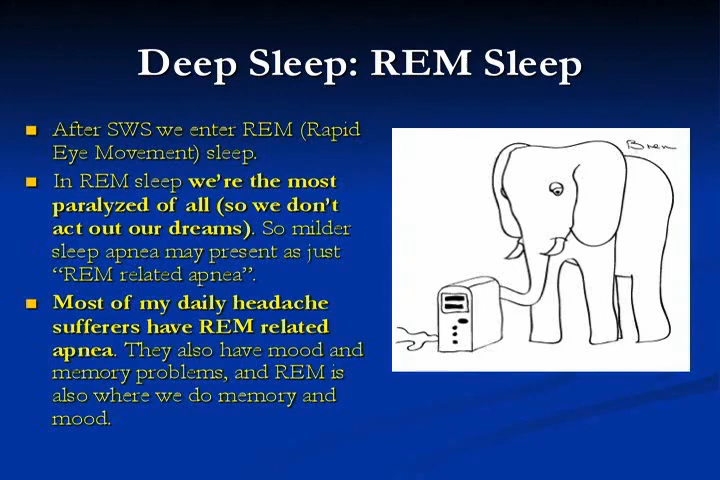 Deep Sleep: REM Sleep
After SWS we enter REM (Rapid
Eye Movement) sleep.
In REM sleep we're the most
paralyzed of all (so we don't
act out our dreams). So milder
sleep apnea may present as just
“REM related apnea”.
Most of my daily headache
sufferers have REM related
apnea. They also have mood and
memory problems, and REM is
also where we do memory and
mood.